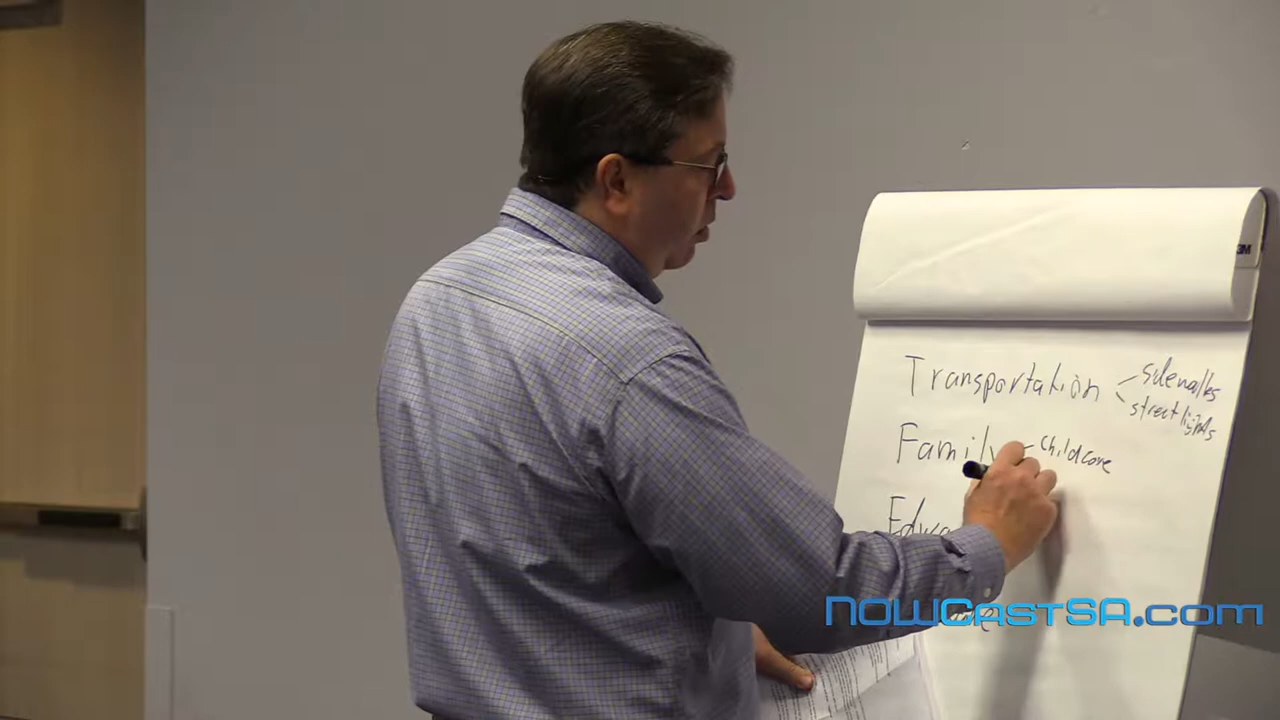 3M
Transportation
sidewalks
streetlights
Family
Childcare
Educa
NOWCASTSA.COM